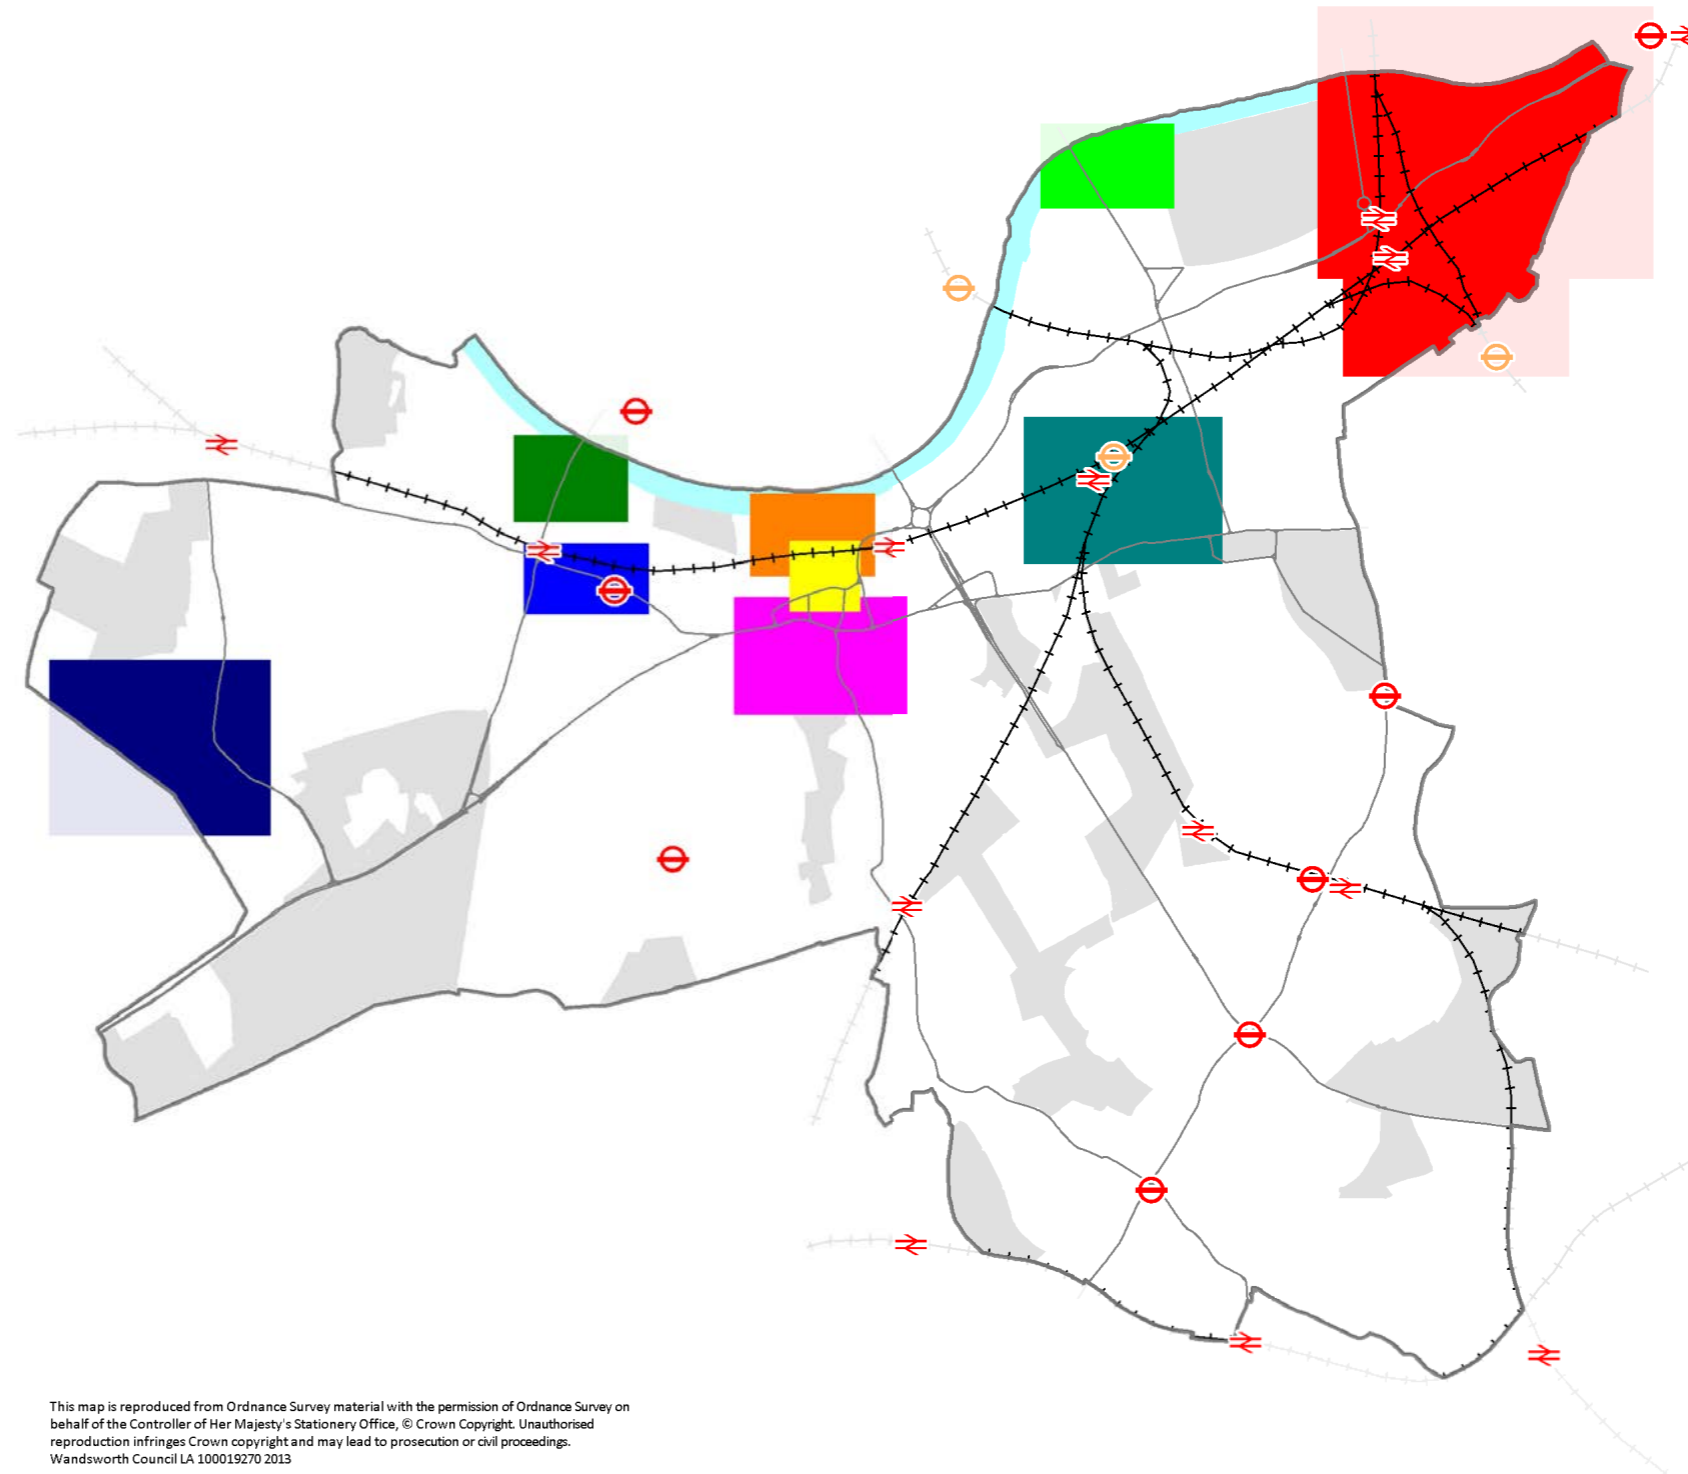 This map is reproduced from Ordnance Survey material with the permission of Ordnance Survey on
behalf of the Controller of Her Majesty's Stationery Office, © Crown Copyright. Unauthorised
reproduction infringes Crown copyright and may lead to prosecution or civil proceedings.
Wandsworth Council LA 100019270 2013